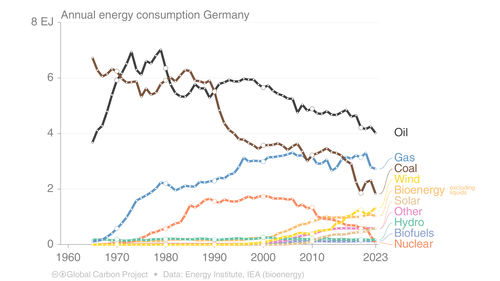 Annual energy consumption Germany
8 EJ
6
4
2
0
1960
1970
1980
1990
2000
2010
2023
Oil
Gas
Coal
Wind
Bioenergy excluding liquids
Solar
Other
Hydro
Biofuels
Nuclear
Global Carbon Project • Data: Energy Institute, IEA (bioenergy)